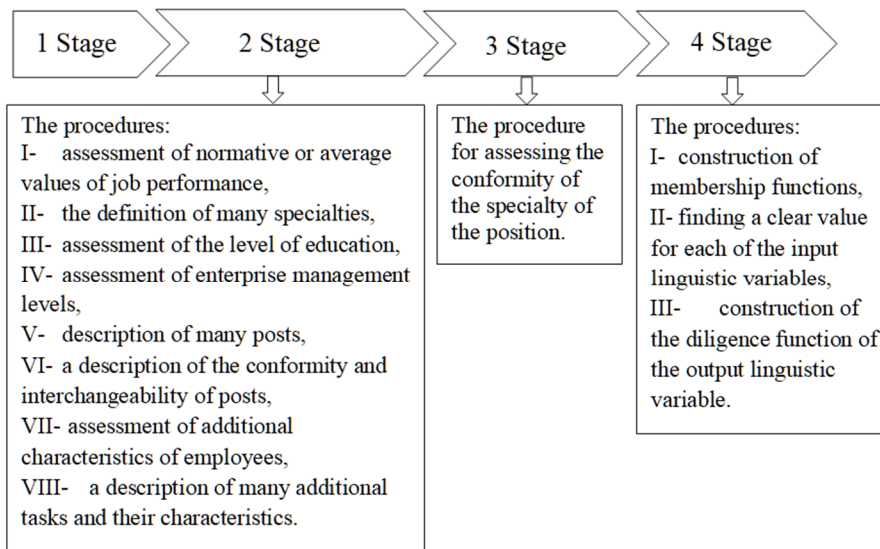 1 Stage
2 Stage
3 Stage
4 Stage
The procedures:
I- assessment of normative or average
values of job performance,
II- the definition of many specialties,
III- assessment of the level of education,
IV- assessment of enterprise management
levels,
V- description of many posts,
VI- a description of the conformity and
interchangeability of posts,
VII- assessment of additional
characteristics of employees,
VIII- a description of many additional
tasks and their characteristics.
The procedure
for assessing the
conformity of
the specialty of
the position.
The procedures:
I- construction of
membership functions,
II- finding a clear value
for each of the input
linguistic variables,
III- construction of
the diligence function of
the output linguistic
variable.